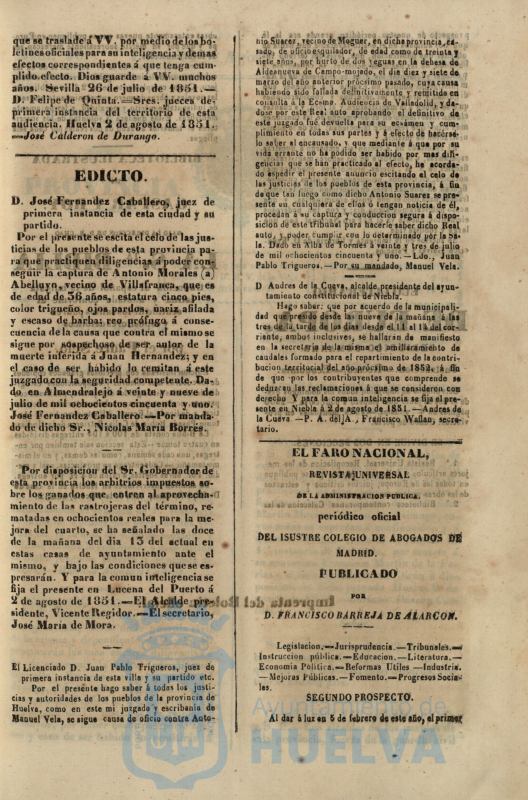 que se traslade á VV. por medio de los bo-
letines oficiales para su inteligencia y demas
efectos correspondientes á que tenga cum-
plido efecto. Dios guarde á VV. muchos
años. Sevilla 26 de julio de 1851.—
D. Felipe de Quinta.—Sres. jueces de
primera instancia del territorio de esta
audiencia. Huelva 2 de agosto de 1851.
—José Calderon de Durango.
EDICTO.
D. José Fernandez Caballero, juez de
primera instancia de esta ciudad y su
partido.
Por el presente se escita el celo de las jus-
ticias de los pueblos de esta provincia pa-
ra que practiquen diligencias á poder con-
seguir la captura de Antonio Morales (a)
Abelluyn, vecino de Villafranca, que es
de edad de 36 años, estatura cinco pies,
color trigueño, ojos pardos, nariz afilada
y escaso de barba; reo prófugo á conse-
cuencia de la causa que contra el mismo se
sigue por sospechoso de ser autor de la
muerte inferida á Juan Hernandez; y en
el caso de ser habido lo remitan á este
juzgado con la seguridad competente. Da-
do en Almendralejo á veinte y nueve de
julio de mil ochocientos cincuenta y uno.
José Fernandez Caballero.—Por manda-
do de dicho Sr., Nicolas María Borrés.
Por disposicion del Sr. Gobernador de
esta provincia los arbitrios impuestos so-
bre los ganados que entren al aprovecha-
miento de las rastrojeras del término, re-
matadas en ochocientos reales para la me-
jora del cuarto, se ha señalado las doce
de la mañana del dia 13 del actual en
estas casas de ayuntamiento ante el
mismo, y bajo las condiciones que se es-
presarán. Y para la comun inteligencia se
fija el presente en Lucena del Puerto á
2 de agosto de 1851.—El Alcalde pre-
sidente, Vicente Regidor.—El secretario,
José Maria de Mora.
El Licenciado D. Juan Pablo Trigueros, juez de
primera instancia de esta villa y su partido etc.
Por el presente hago saber á todas las justi-
cias y autoridades de los pueblos de la provincia de
Huelva, como en este mi juzgado y escribanía de
Manuel Vela, se sigue causa de oficio contra Anto-
nio Suarez, vecino de Moguer, en dicha provincia, ca-
sado, de oficio esquilador, de edad como de treinta y
siete años, por hurto de dos yeguas en la dehesa de
Aldeanueva de Campo-mojado, el dia diez y siete de
marzo del año anterior próximo pasado, cuya causa
habiendo sido fallada definitivamente y remitida en
consulta á la Ecsma. Audiencia de Valladolid, y da-
dose por este Real auto aprobando el definitivo de
este juzgado fué devuelta para su ecsámen y cum-
plimiento en todas sus partes y á efecto de hacerse-
lo saber al encausado, y que mediante á que por su
vida errante no ha podido ser habido por mas dili-
gencias que se han practicado al efecto, he acorda-
do espedir el presente anuncio escitando el celo de
las justicias de los pueblos de esta provincia, á fin
de que tan luego como dicho Antonio Suarez se pre-
sente en cualquiera de ellos ó tengan noticia de él,
procedan á su captura y conduccion segura á dispo-
sicion de este tribunal para hacerle saber dicho Real
auto, y poder cumplir con lo determinado por la sa-
la. Dado en Alba de Tormes á veinte y tres de julio
de mil ochocientos cincuenta y uno.—Ldo., Juan
Pablo Trigueros.—Por su mandado, Manuel Vela.
D Andres de la Cueva, alcalde presidente del ayun-
tamiento constitucional de Niebla.
Hago saber: que por acuerdo de la municipali-
dad que presido desde las nueve de la mañana á las
tres de la tarde de los dias desde el 11 al 15 del cor-
riente, ambos inclusives, se hallaran de manifiesto
en la secretaria de la misma el amillaramiento de
caudales formado para el repartimiento de la contri-
bucion territorial del año prócsimo de 1852, á fin
de que por los contribuyentes que comprende se
deduzcan las reclamaciones á que se consideren con
derecho Y para la comun inteligencia se fija el pre-
sente en Niebla á 2 de agosto de 1851.—Andres de
la Cueva — P. A. del A., Francisco Wallan, secre-
tario.
EL FARO NACIONAL,
REVISTA UNIVERSAL
DE LA ADMINISTRACION PUBLICA.
periódico oficial
DEL ISUSTRE COLEGIO DE ABOGADOS DE
MADRID.
PUBLICADO
POR
D. FRANCISCO BARREJA DE ALARCON.
Legislacion.—Jurisprudencia.—Tribunales.—
Instruccion pública.—Educacion.—Literatura.—
Economía Política.—Reformas Utiles —Industria.
—Mejoras Públicas.—Fomento.—Progresos Socia-
les.
SEGUNDO PROSPECTO.
Al dar á luz en 5 de febrero de este año, el primer
Ayuntamiento de
HUELVA